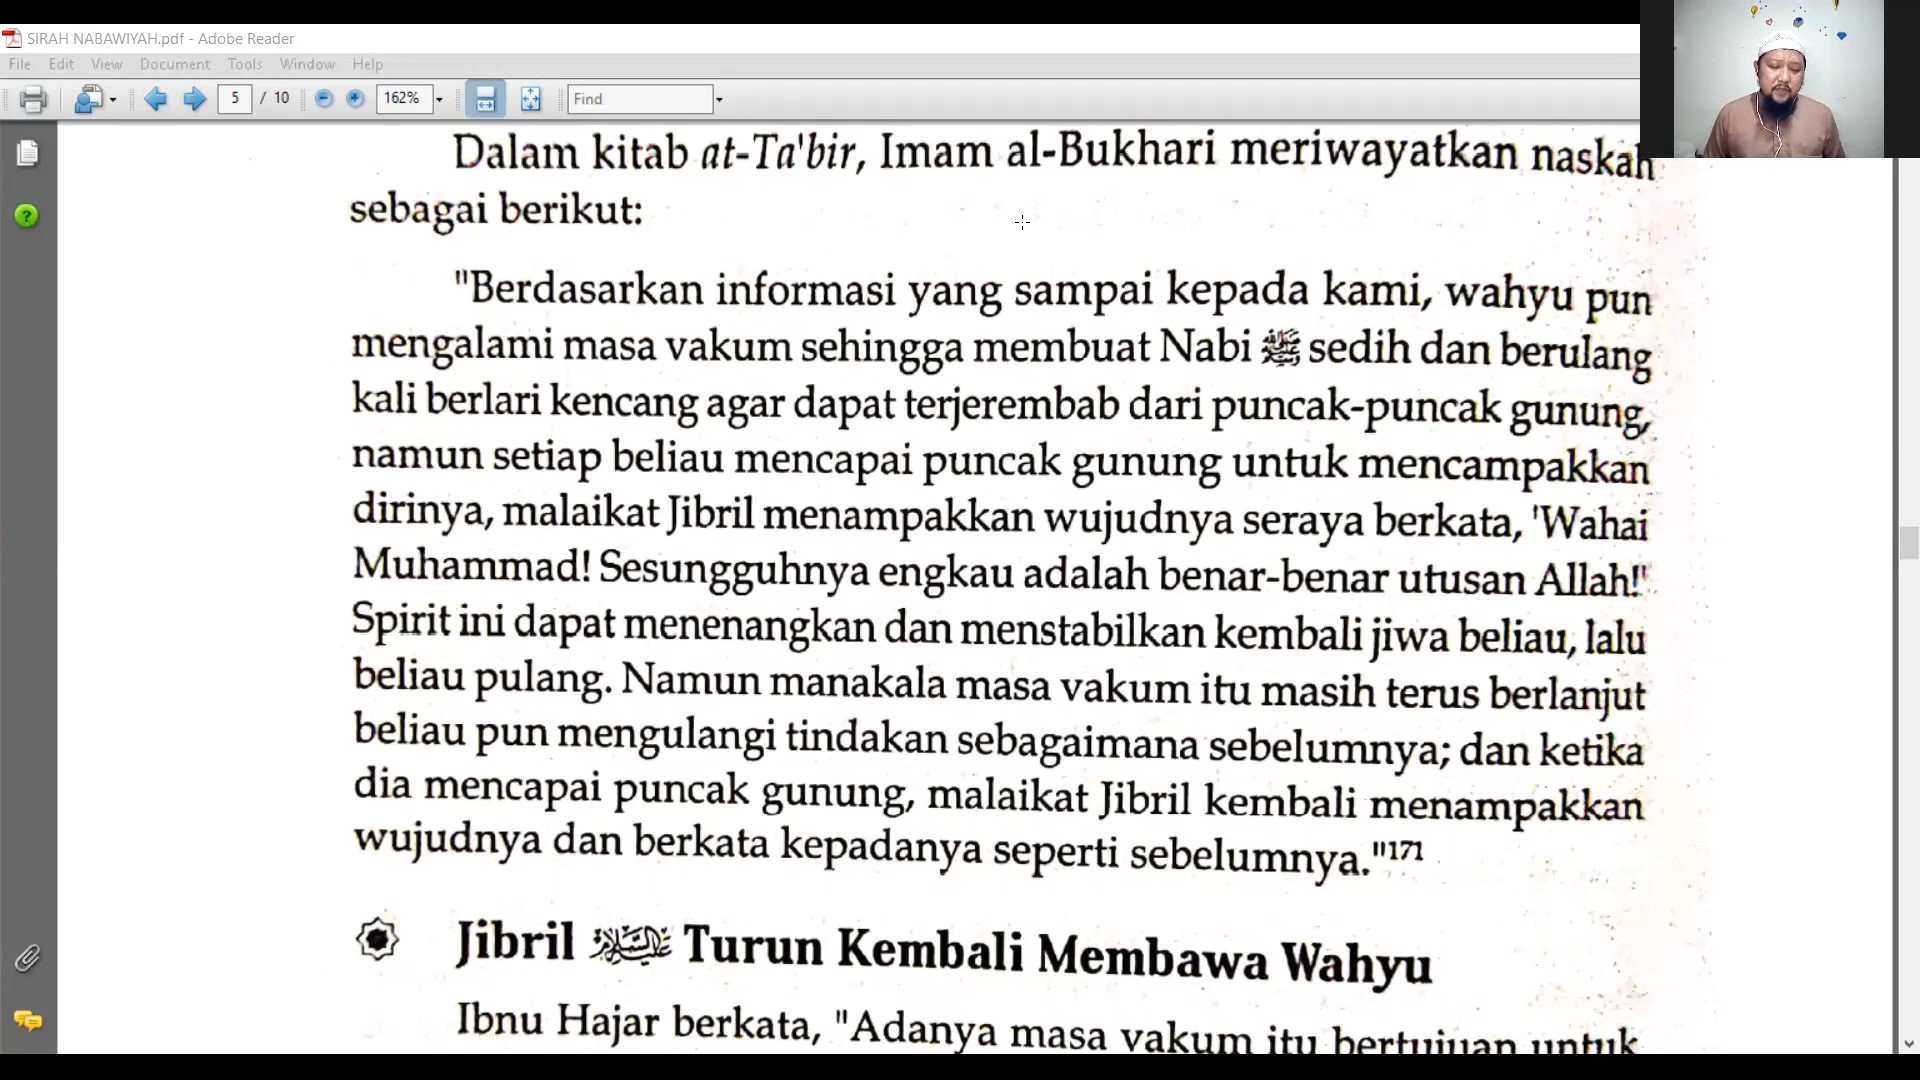 SIRAH NABAWIYAH.pdf - Adobe Reader
File Edit View Document Tools Window Help
5 / 10 162% Find
Dalam kitab at-Ta'bir, Imam al-Bukhari meriwayatkan naskah
sebagai berikut:
"Berdasarkan informasi yang sampai kepada kami, wahyu pun
mengalami masa vakum sehingga membuat Nabi ﷺ sedih dan berulang
kali berlari kencang agar dapat terjerembab dari puncak-puncak gunung,
namun setiap beliau mencapai puncak gunung untuk mencampakkan
dirinya, malaikat Jibril menampakkan wujudnya seraya berkata, 'Wahai
Muhammad! Sesungguhnya engkau adalah benar-benar utusan Allah!'
Spirit ini dapat menenangkan dan menstabilkan kembali jiwa beliau, lalu
beliau pulang. Namun manakala masa vakum itu masih terus berlanjut
beliau pun mengulangi tindakan sebagaimana sebelumnya; dan ketika
dia mencapai puncak gunung, malaikat Jibril kembali menampakkan
wujudnya dan berkata kepadanya seperti sebelumnya."171
Jibril عليه السلام Turun Kembali Membawa Wahyu
Ibnu Hajar berkata, "Adanya masa vakum itu bertujuan untuk